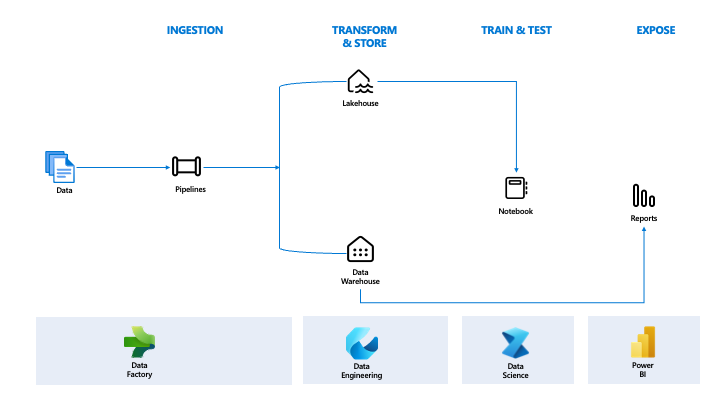 INGESTION
TRANSFORM
& STORE
TRAIN & TEST
EXPOSE
Lakehouse
Data
Pipelines
Notebook
Reports
Data
Warehouse
Data
Factory
Data
Engineering
Data
Science
Power
BI